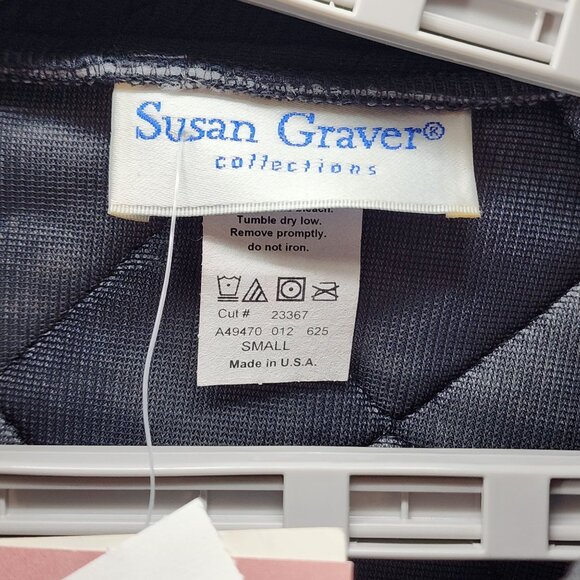 Susan Graver®
collections
bleach.
Tumble dry low.
Remove promptly.
do not iron.
Cut # 23367
A49470 012 625
SMALL
Made in U.S.A.